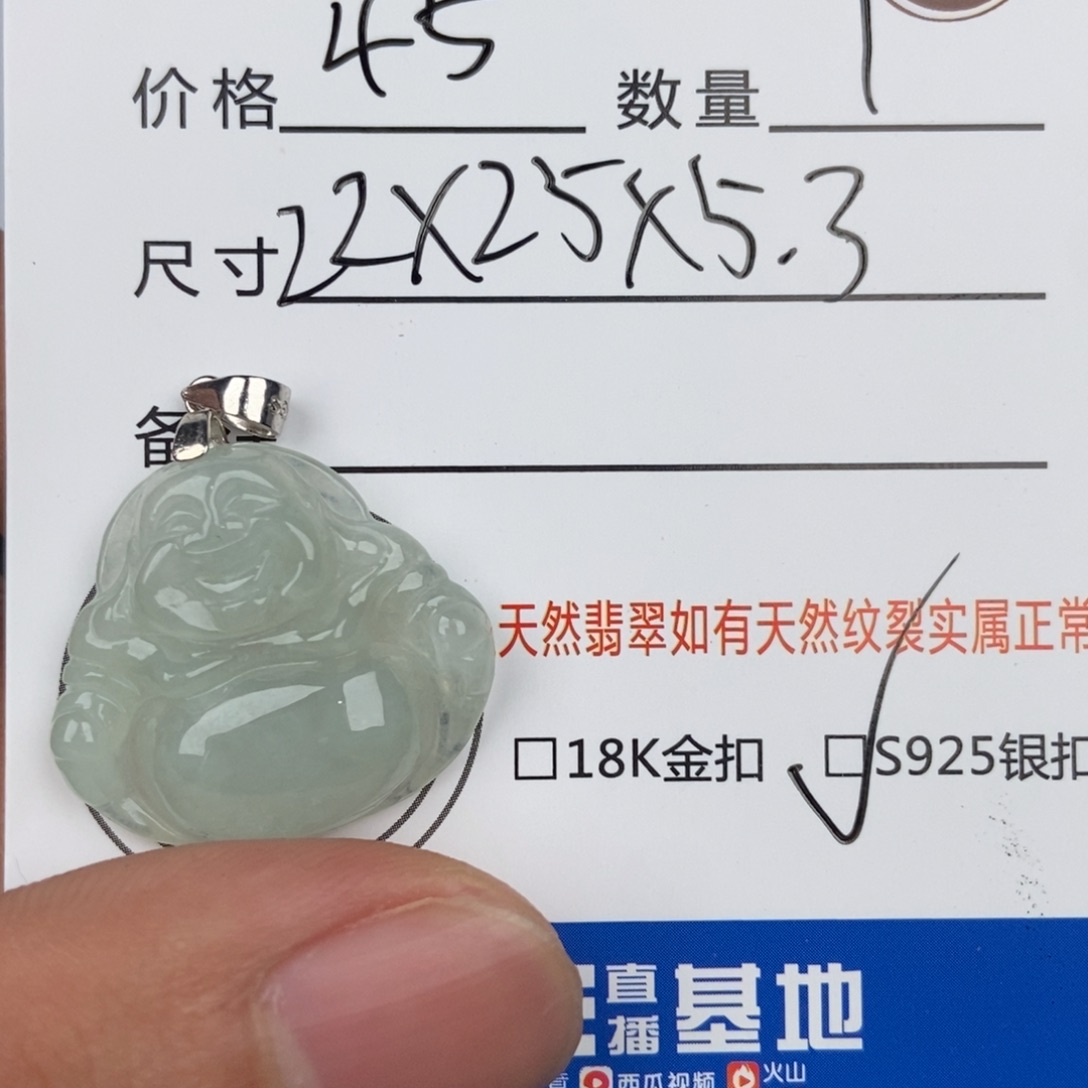 价格 45 数量 1
尺寸 22X25X5.3
备
天然翡翠如有天然纹裂实属正常
□18K金扣 □S925银扣
直播基地
西瓜视频 火山